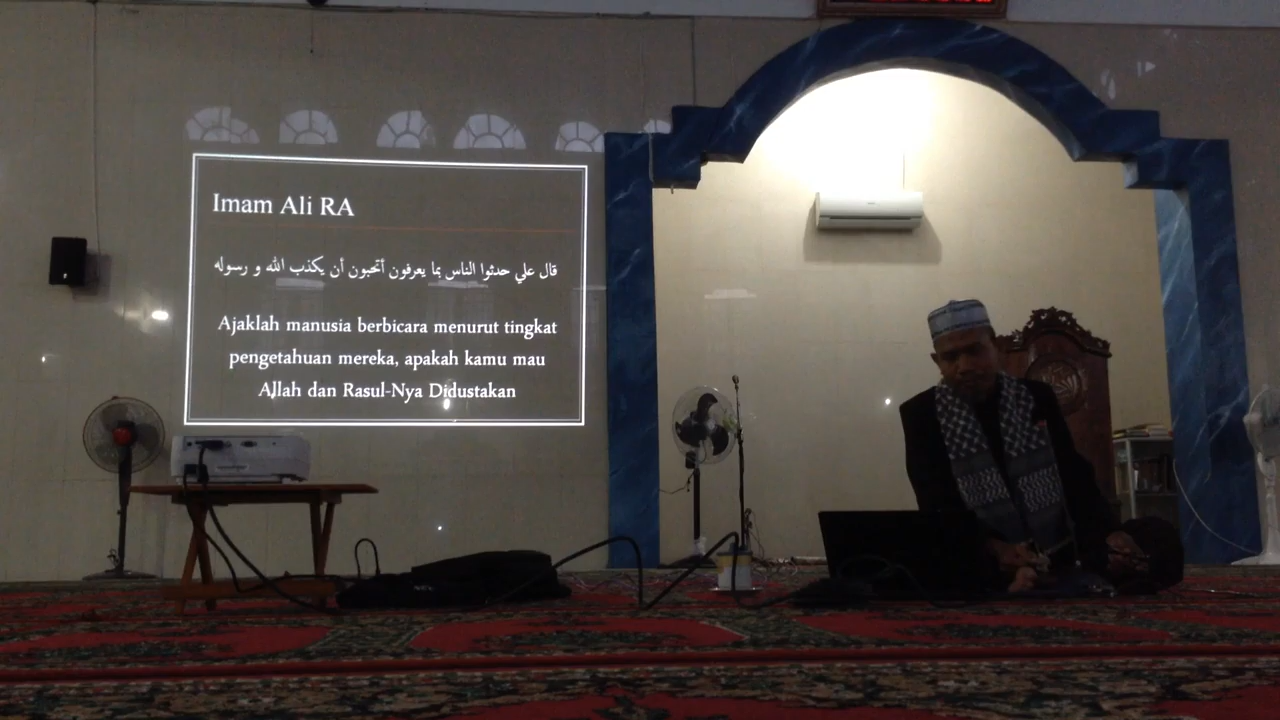 Imam Ali RA
قال علي حدثوا الناس بما يعرفون أتحبون أن يكذب الله و رسوله
Ajaklah manusia berbicara menurut tingkat
pengetahuan mereka, apakah kamu mau
Allah dan Rasul-Nya Didustakan